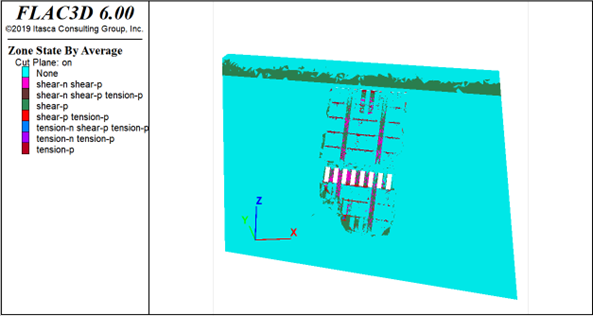 FLAC3D 6.00
©2019 Itasca Consulting Group, Inc.
Zone State By Average
Cut Plane: on
None
shear-n shear-p
shear-n shear-p tension-p
shear-p
shear-p tension-p
tension-n shear-p tension-p
tension-n tension-p
tension-p
Z
Y
X